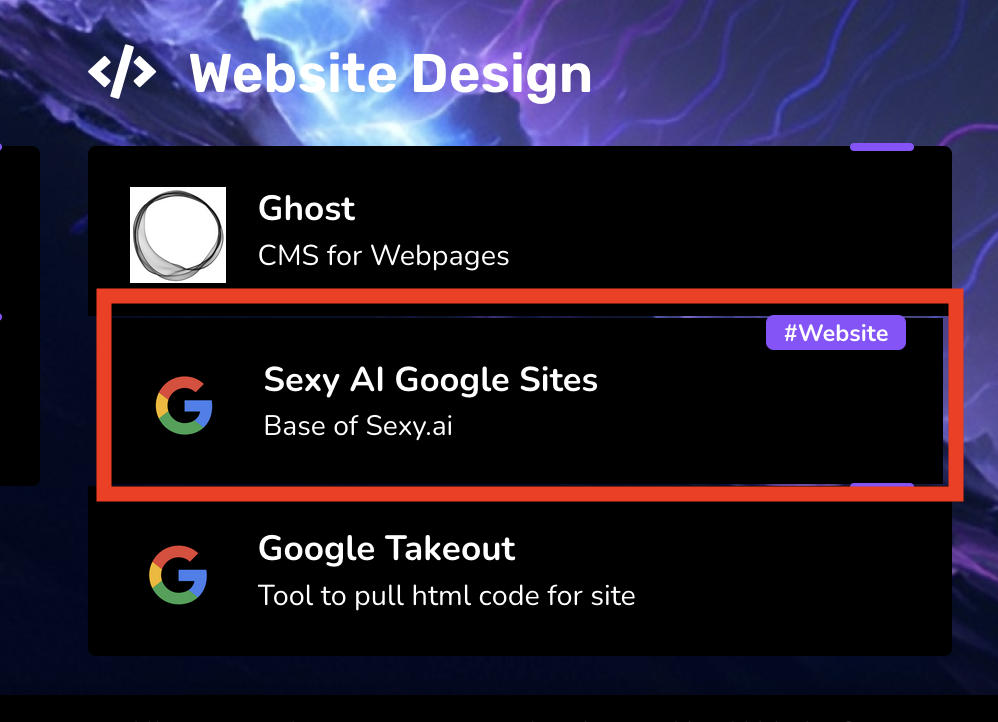 Website Design
Ghost
CMS for Webpages
#Website
Sexy AI Google Sites
Base of Sexy.ai
Google Takeout
Tool to pull html code for site